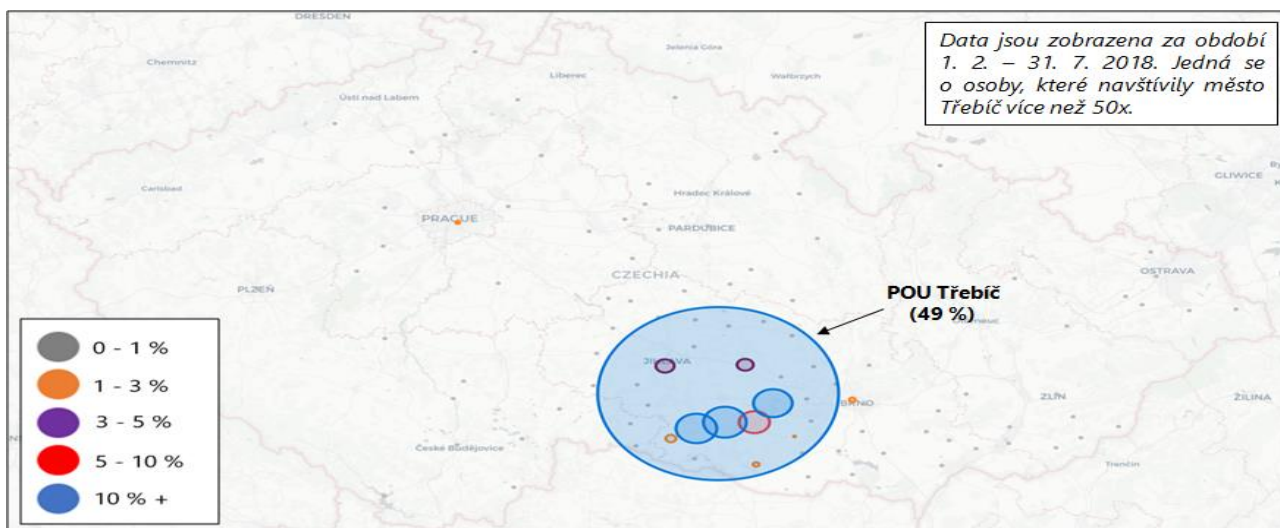 DRESDEN
Data jsou zobrazena za období
1. 2. – 31. 7. 2018. Jedná se
o osoby, které navštívily město
Třebíč více než 50x.
Jelenia Góra
Chemnitz
Liberec
Wałbrzych
Ústí nad Labem
GLIWICE
Carlsbad
Hradec Králové
PRAGUE
PARDUBICE
CZECHIA
OSTRAVA
PLZEŇ
POU Třebíč
(49 %)
0 - 1 %
1 - 3 %
3 - 5 %
5 - 10 %
10 % +
JIHLAVA
BRNO
ZLÍN
ŽILINA
České Budějovice
Trenčín